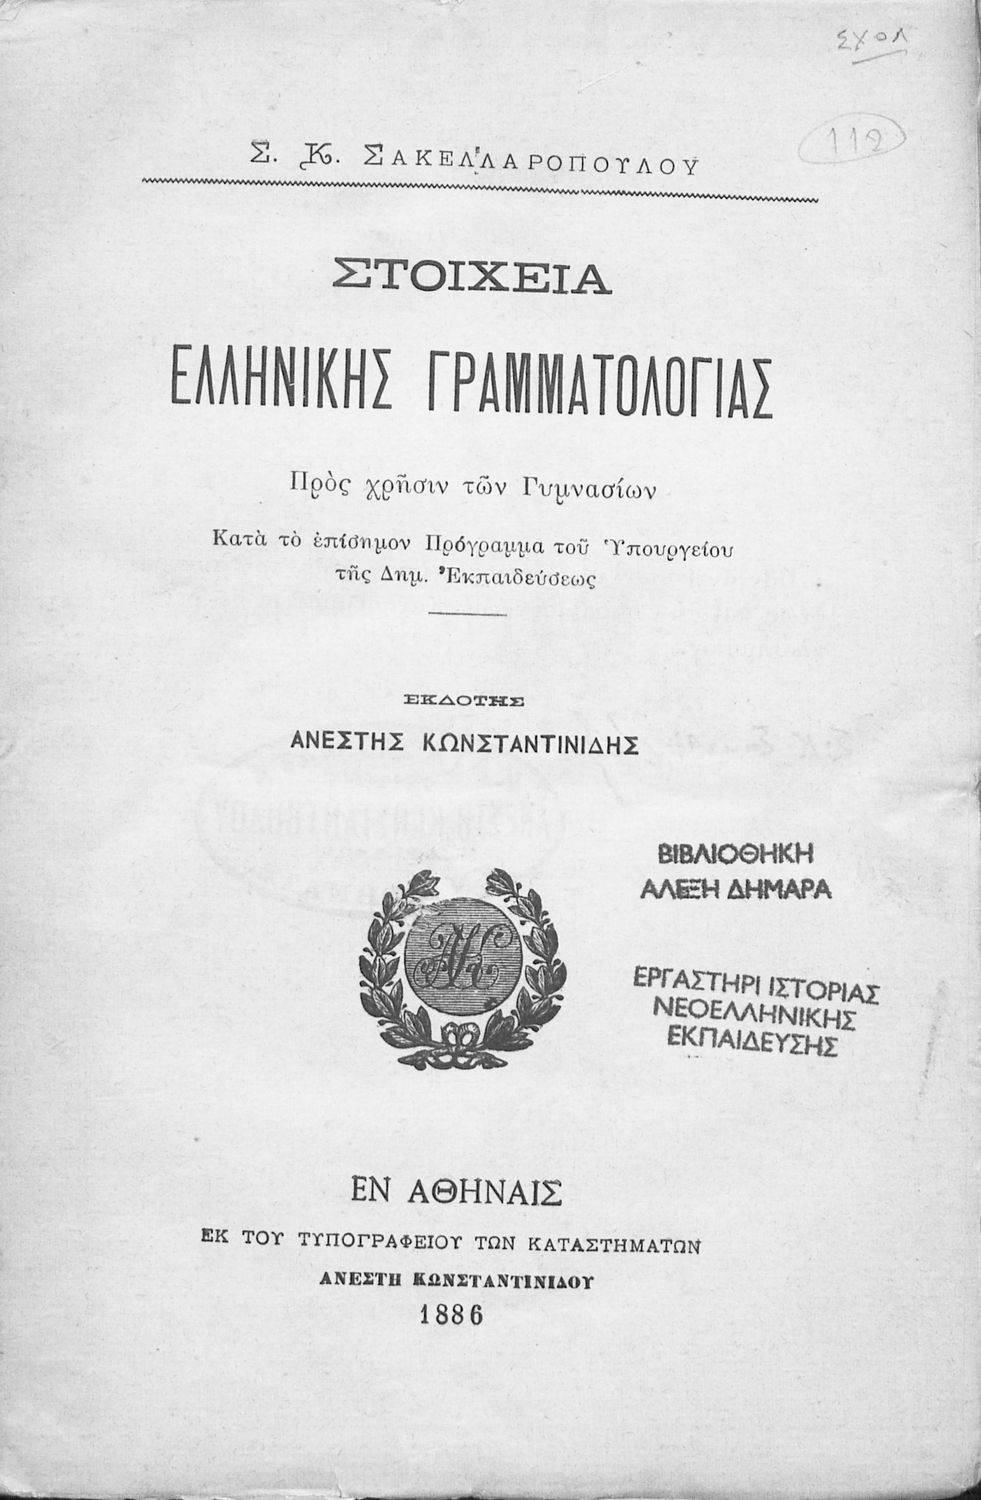 ΣΧΟΛ
112
Σ. Κ. ΣΑΚΕΛΛΑΡΟΠΟΥΛΟΥ
ΣΤΟΙΧΕΙΑ
ΕΛΛΗΝΙΚΗΣ ΓΡΑΜΜΑΤΟΛΟΓΙΑΣ
Πρὸς χρῆσιν τῶν Γυμνασίων
Κατὰ τὸ ἐπίσημον Πρόγραμμα τοῦ Ὑπουργείου
τῆς Δημ. Ἐκπαιδεύσεως
ΕΚΔΟΤΗΣ
ΑΝΕΣΤΗΣ ΚΩΝΣΤΑΝΤΙΝΙΔΗΣ
ΒΙΒΛΙΟΘΗΚΗ
ΑΛΕΞΗ ΔΗΜΑΡΑ
ΑΚ
ΕΡΓΑΣΤΗΡΙ ΙΣΤΟΡΙΑΣ
ΝΕΟΕΛΛΗΝΙΚΗΣ
ΕΚΠΑΙΔΕΥΣΗΣ
ΕΝ ΑΘΗΝΑΙΣ
ΕΚ ΤΟΥ ΤΥΠΟΓΡΑΦΕΙΟΥ ΤΩΝ ΚΑΤΑΣΤΗΜΑΤΩΝ
ΑΝΕΣΤΗ ΚΩΝΣΤΑΝΤΙΝΙΔΟΥ
1886